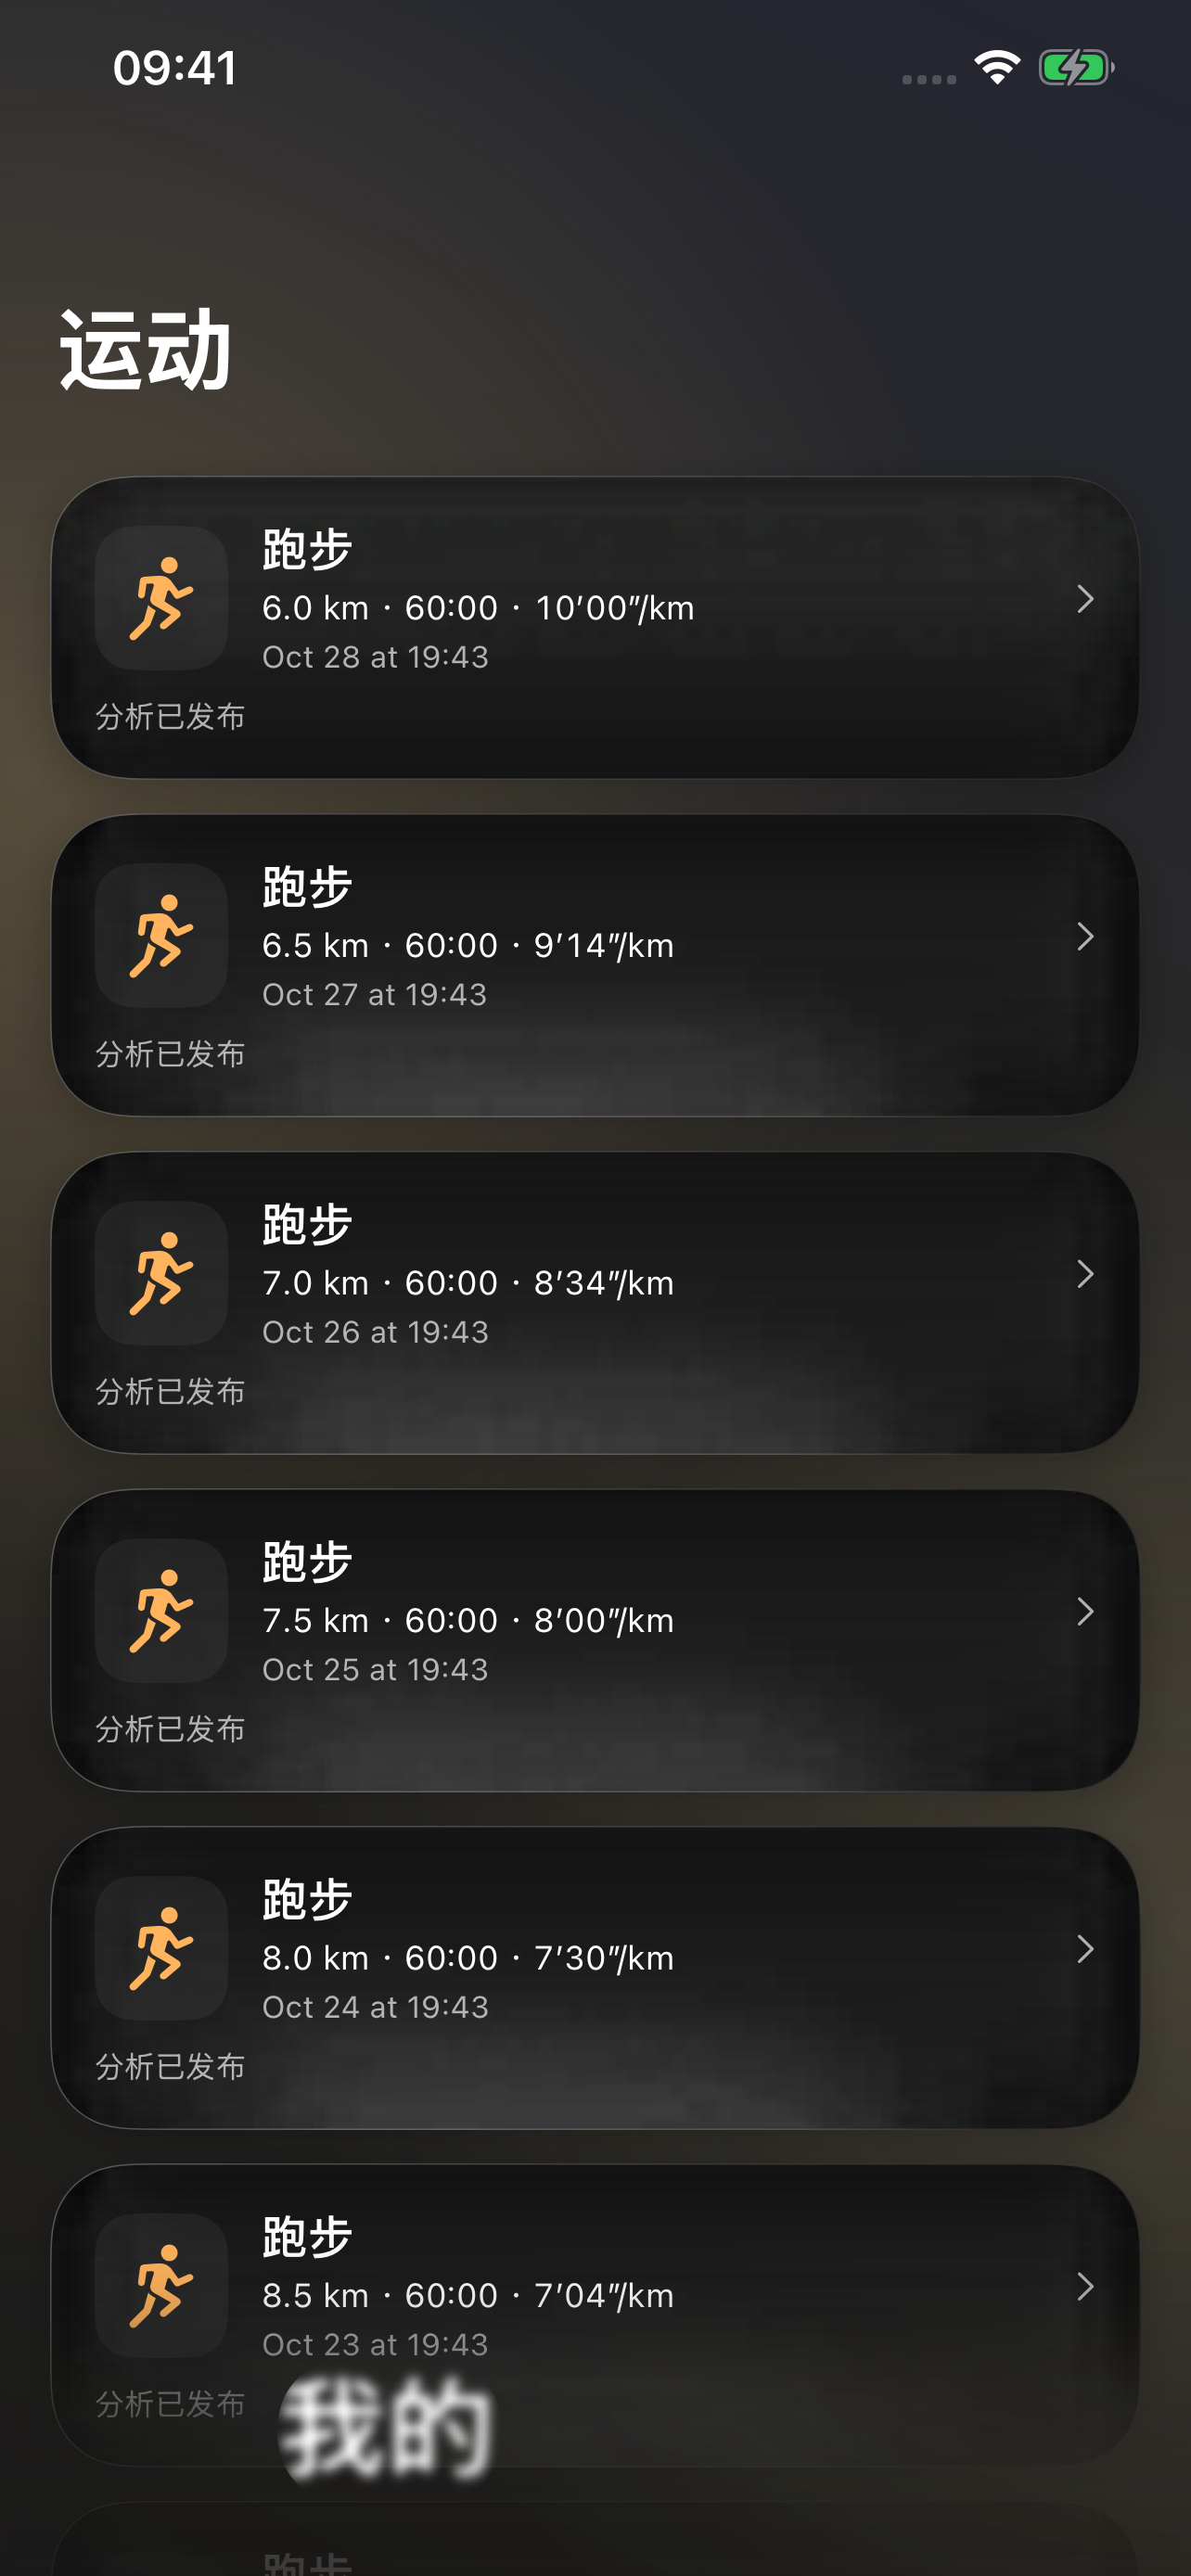 09:41
运动
跑步
6.0 km · 60:00 · 10’00”/km
Oct 28 at 19:43
分析已发布
跑步
6.5 km · 60:00 · 9’14”/km
Oct 27 at 19:43
分析已发布
跑步
7.0 km · 60:00 · 8’34”/km
Oct 26 at 19:43
分析已发布
跑步
7.5 km · 60:00 · 8’00”/km
Oct 25 at 19:43
分析已发布
跑步
8.0 km · 60:00 · 7’30”/km
Oct 24 at 19:43
分析已发布
跑步
8.5 km · 60:00 · 7’04”/km
Oct 23 at 19:43
分析已发布
我的
跑步